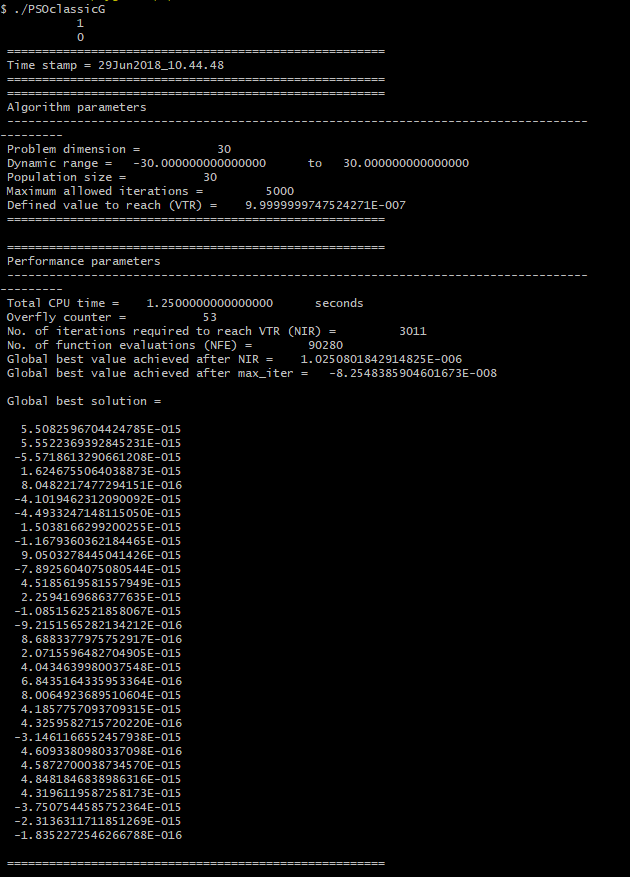 $ ./PSOclassicG
1
0
======================================================
Time stamp = 29Jun2018_10.44.48
======================================================
======================================================
Algorithm parameters
-----------------------------------------------------------------------------------
---------
Problem dimension = 30
Dynamic range = -30.000000000000000 to 30.000000000000000
Population size = 30
Maximum allowed iterations = 5000
Defined value to reach (VTR) = 9.9999999747524271E-007
======================================================
======================================================
Performance parameters
-----------------------------------------------------------------------------------
---------
Total CPU time = 1.2500000000000000 seconds
Overfly counter = 53
No. of iterations required to reach VTR (NIR) = 3011
No. of function evaluations (NFE) = 90280
Global best value achieved after NIR = 1.0250801842914825E-006
Global best value achieved after max_iter = -8.2548385904601673E-008
Global best solution =
5.5082596704424785E-015
5.5522369392845231E-015
-5.5718613290661208E-015
1.6246755064038873E-015
8.0482217477294151E-016
-4.1019462312090092E-015
-4.4933247148115050E-015
1.5038166299200255E-015
-1.1679360362184465E-015
9.0503278445041426E-015
-7.8925604075080544E-015
4.5185619581557949E-015
2.2594169686377635E-015
-1.0851562521858067E-015
-9.2151565282134212E-016
8.6883377975752917E-016
2.0715596482704905E-015
4.0434639980037548E-015
6.8435164335953364E-015
8.0064923689510604E-015
4.1857757093709315E-015
4.3259582715720220E-016
-3.1461166552457938E-015
4.6093380980337098E-016
4.5872700038734570E-015
4.8481846838986316E-015
4.3196119587258173E-015
-3.7507544585752364E-015
-2.3136311711851269E-015
-1.8352272546266788E-016
======================================================